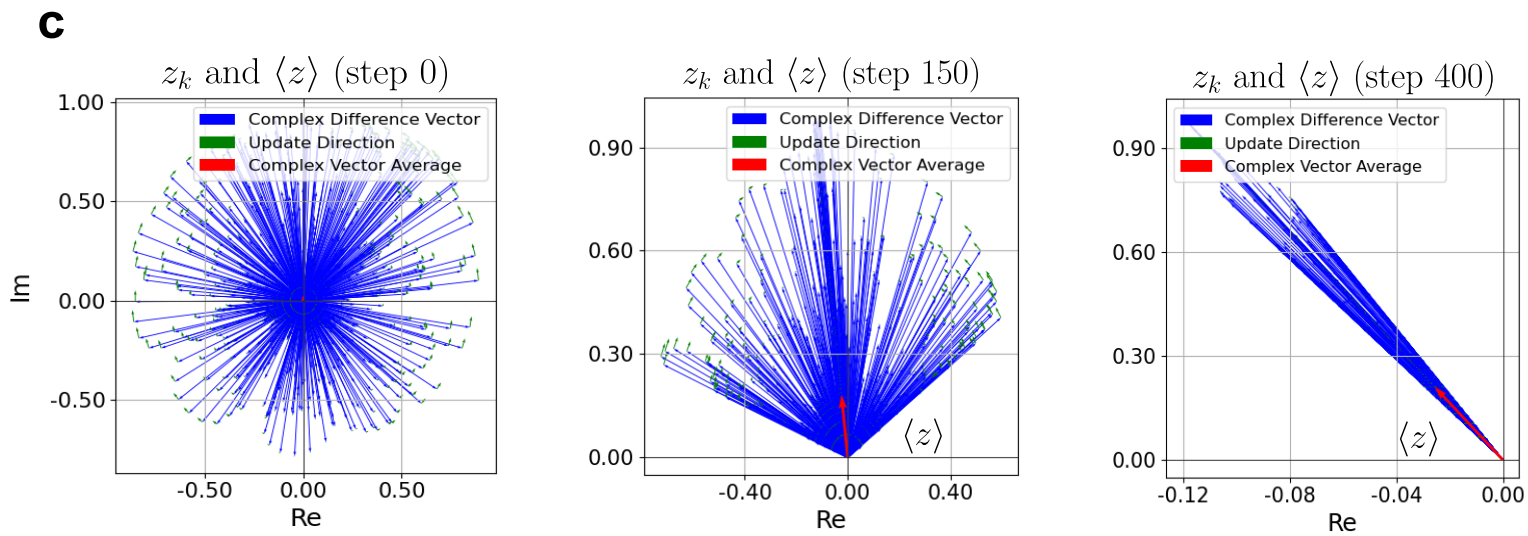 C
z_k and ⟨z⟩ (step 0)
1.00
0.50
0.00
-0.50
Im
-0.50
0.00
0.50
Re
Complex Difference Vector
Update Direction
Complex Vector Average
z_k and ⟨z⟩ (step 150)
0.90
0.60
0.30
0.00
-0.40
0.00
0.40
Re
Complex Difference Vector
Update Direction
Complex Vector Average
⟨z⟩
z_k and ⟨z⟩ (step 400)
0.90
0.60
0.30
0.00
-0.12
-0.08
-0.04
0.00
Re
Complex Difference Vector
Update Direction
Complex Vector Average
⟨z⟩